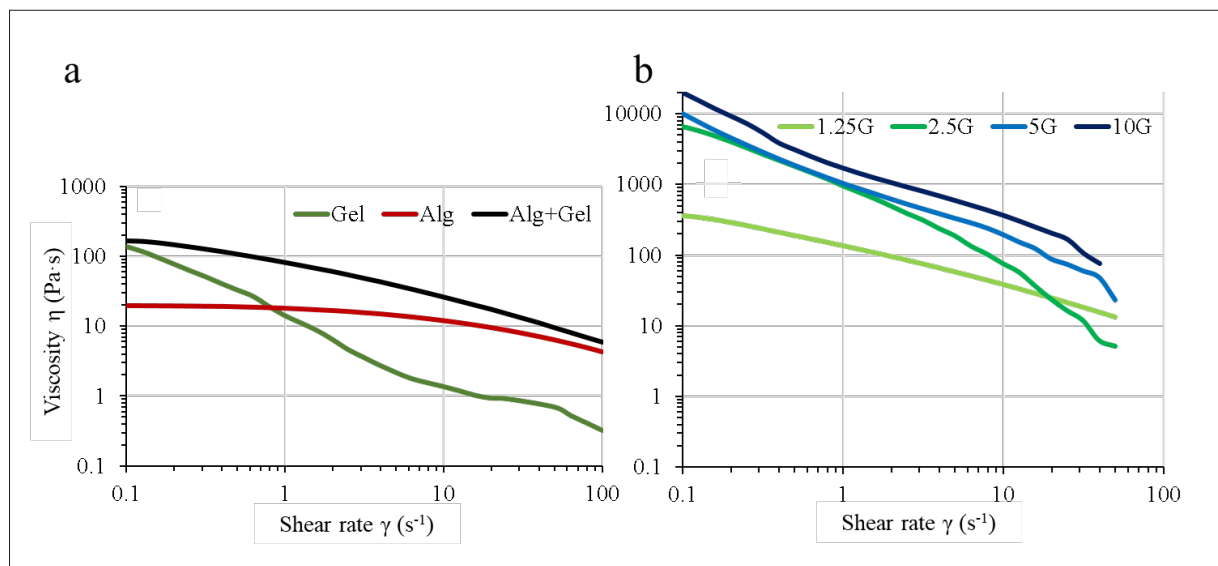 a
b
Viscosity η (Pa·s)
1000
100
10
1
0.1
Gel Alg Alg+Gel
0.1 1 10 100
Shear rate γ (s⁻¹)
10000
1000
100
10
1
0.1
1.25G 2.5G 5G 10G
0.1 1 10 100
Shear rate γ (s⁻¹)